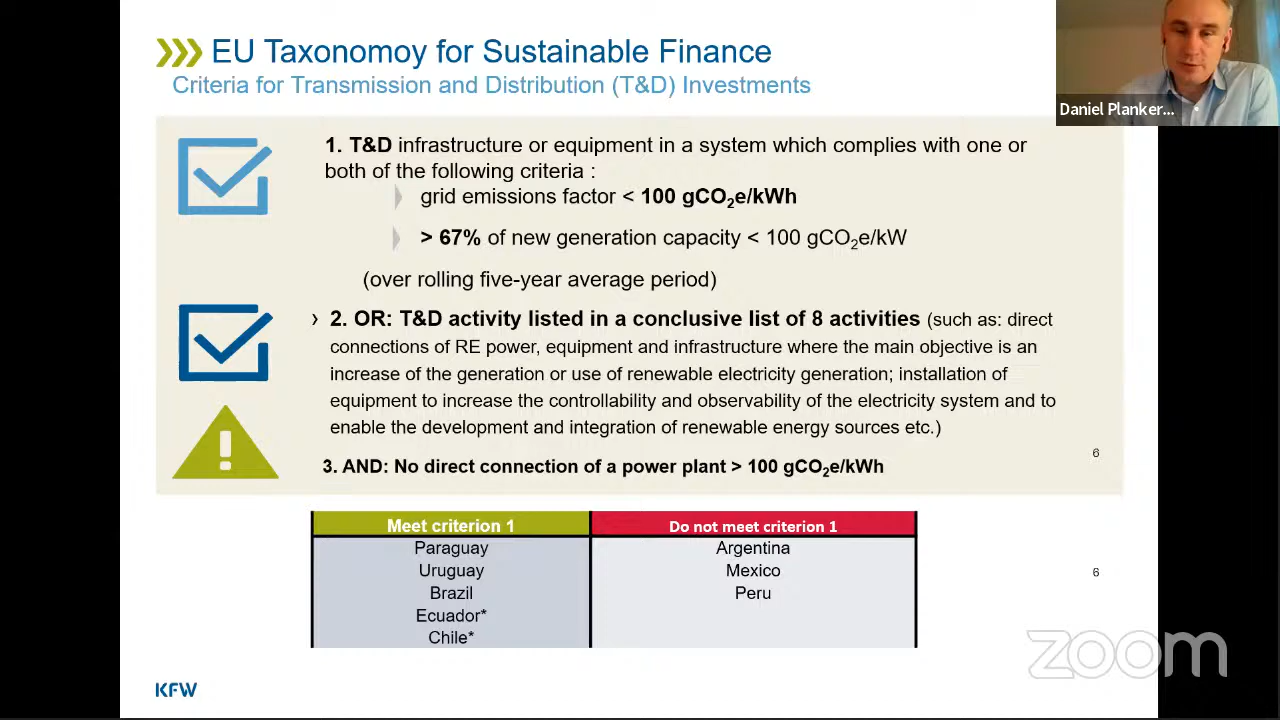 EU Taxonomoy for Sustainable Finance
Criteria for Transmission and Distribution (T&D) Investments
Daniel Planker...
1. T&D infrastructure or equipment in a system which complies with one or
both of the following criteria :
grid emissions factor < 100 gCO₂e/kWh
> 67% of new generation capacity < 100 gCO₂e/kW
(over rolling five-year average period)
› 2. OR: T&D activity listed in a conclusive list of 8 activities (such as: direct
connections of RE power, equipment and infrastructure where the main objective is an
increase of the generation or use of renewable electricity generation; installation of
equipment to increase the controllability and observability of the electricity system and to
enable the development and integration of renewable energy sources etc.)
3. AND: No direct connection of a power plant > 100 gCO₂e/kWh
6
Meet criterion 1 Do not meet criterion 1
Paraguay Argentina
Uruguay Mexico
Brazil Peru
Ecuador*
Chile*
6
zoom
KFW